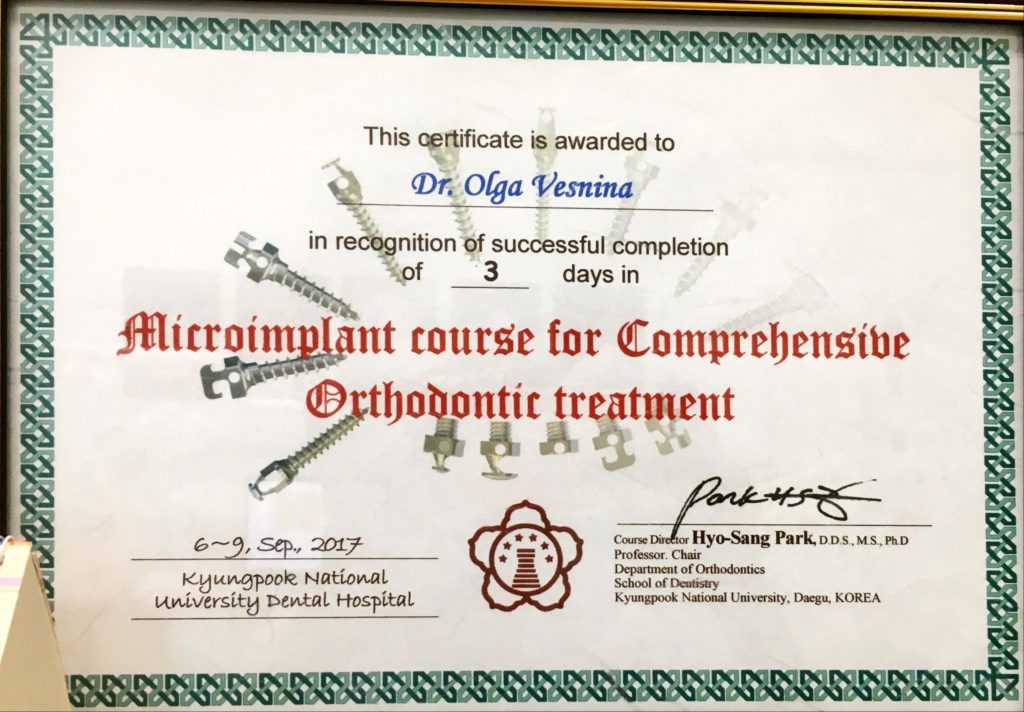 This certificate is awarded to
Dr. Olga Vesnina
in recognition of successful completion
of 3 days in
Microimplant course for Comprehensive
Orthodontic treatment
Park HS
6~9, Sep., 2017
Kyungpook National
University Dental Hospital
Course Director Hyo-Sang Park, D.D.S., M.S., Ph.D
Professor. Chair
Department of Orthodontics
School of Dentistry
Kyungpook National University, Daegu, KOREA